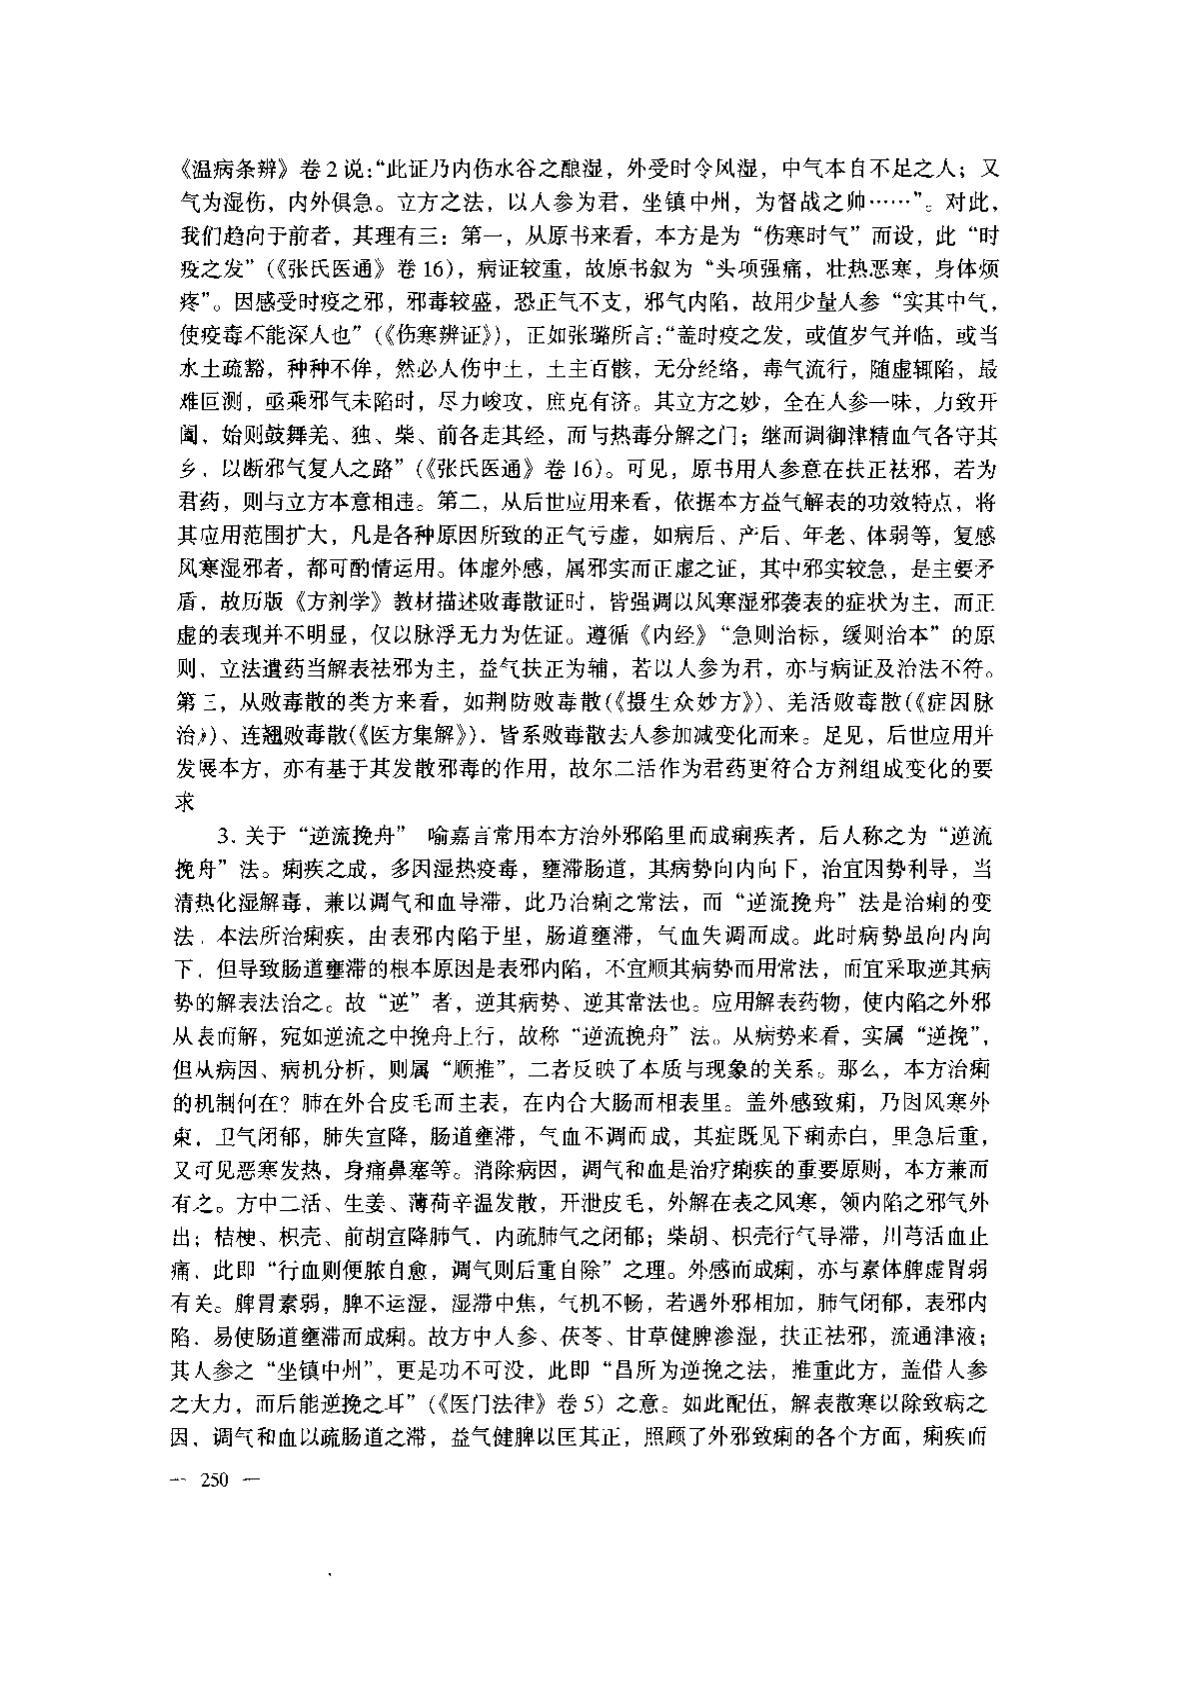 《温病条辨》卷2说:“此证乃内伤水谷之酿湿，外受时令风湿，中气本自不足之人；又
气为湿伤，内外俱急。立方之法，以人参为君，坐镇中州，为督战之帅……”。对此，
我们趋向于前者，其理有三：第一，从原书来看，本方是为“伤寒时气”而设，此“时
疫之发”（《张氏医通》卷16），病证较重，故原书叙为“头项强痛，壮热恶寒，身体烦
疼”。因感受时疫之邪，邪毒较盛，恐正气不支，邪气内陷，故用少量人参“实其中气，
使疫毒不能深入也”（《伤寒辨证》），正如张璐所言：“盖时疫之发，或值岁气并临，或当
水土疏豁，种种不侔，然必入伤中土，土主百骸，无分经络，毒气流行，随虚辄陷，最
难叵测，亟乘邪气未陷时，尽力峻攻，庶克有济。其立方之妙，全在人参一味，力致开
阖，始则鼓舞羌、独、柴、前各走其经，而与热毒分解之门；继而调御津精血气各守其
乡，以断邪气复入之路”（《张氏医通》卷16）。可见，原书用人参意在扶正祛邪，若为
君药，则与立方本意相违。第二，从后世应用来看，依据本方益气解表的功效特点，将
其应用范围扩大，凡是各种原因所致的正气亏虚，如病后、产后、年老、体弱等，复感
风寒湿邪者，都可酌情运用。体虚外感，属邪实而正虚之证，其中邪实较急，是主要矛
盾，故历版《方剂学》教材描述败毒散证时，皆强调以风寒湿邪袭表的症状为主，而正
虚的表现并不明显，仅以脉浮无力为佐证。遵循《内经》“急则治标，缓则治本”的原
则，立法遣药当解表祛邪为主，益气扶正为辅，若以人参为君，亦与病证及治法不符。
第三，从败毒散的类方来看，如荆防败毒散(《摄生众妙方》)、羌活败毒散(《症因脉
治》)、连翘败毒散(《医方集解》)，皆系败毒散去人参加减变化而来。足见，后世应用并
发展本方，亦有基于其发散邪毒的作用，故尔二活作为君药更符合方剂组成变化的要
求
3. 关于“逆流挽舟” 喻嘉言常用本方治外邪陷里而成痢疾者，后人称之为“逆流
挽舟”法。痢疾之成，多因湿热疫毒，壅滞肠道，其病势向内向下，治宜因势利导，当
清热化湿解毒，兼以调气和血导滞，此乃治痢之常法，而“逆流挽舟”法是治痢的变
法，本法所治痢疾，由表邪内陷于里，肠道壅滞，气血失调而成。此时病势虽向内向
下，但导致肠道壅滞的根本原因是表邪内陷，不宜顺其病势而用常法，而宜采取逆其病
势的解表法治之。故“逆”者，逆其病势、逆其常法也。应用解表药物，使内陷之外邪
从表而解，宛如逆流之中挽舟上行，故称“逆流挽舟”法。从病势来看，实属“逆挽”，
但从病因、病机分析，则属“顺推”，二者反映了本质与现象的关系。那么，本方治痢
的机制何在？肺在外合皮毛而主表，在内合大肠而相表里。盖外感致痢，乃因风寒外
束，卫气闭郁，肺失宣降，肠道壅滞，气血不调而成，其症既见下痢赤白，里急后重，
又可见恶寒发热，身痛鼻塞等。消除病因，调气和血是治疗痢疾的重要原则，本方兼而
有之。方中二活、生姜、薄荷辛温发散，开泄皮毛，外解在表之风寒，领内陷之邪气外
出；桔梗、枳壳、前胡宣降肺气，内疏肺气之闭郁；柴胡、枳壳行气导滞，川芎活血止
痛，此即“行血则便脓自愈，调气则后重自除”之理。外感而成痢，亦与素体脾虚胃弱
有关。脾胃素弱，脾不运湿，湿滞中焦，气机不畅，若遇外邪相加，肺气闭郁，表邪内
陷，易使肠道壅滞而成痢。故方中人参、茯苓、甘草健脾渗湿，扶正祛邪，流通津液；
其人参之“坐镇中州”，更是功不可没，此即“昌所为逆挽之法，推重此方，盖借人参
之大力，而后能逆挽之耳”（《医门法律》卷5）之意。如此配伍，解表散寒以除致病之
因，调气和血以疏肠道之滞，益气健脾以匡其正，照顾了外邪致痢的各个方面，痢疾而
— 250 —